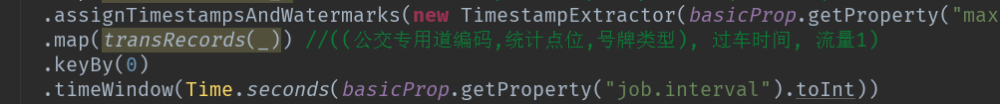 .assignTimestampsAndWatermarks(new TimestampExtractor(basicProp.getProperty("max
.map(transRecords(_)) //((公交专用道编码,统计点位,号牌类型), 过车时间, 流量1)
.keyBy(0)
.timeWindow(Time.seconds(basicProp.getProperty("job.interval").toInt))